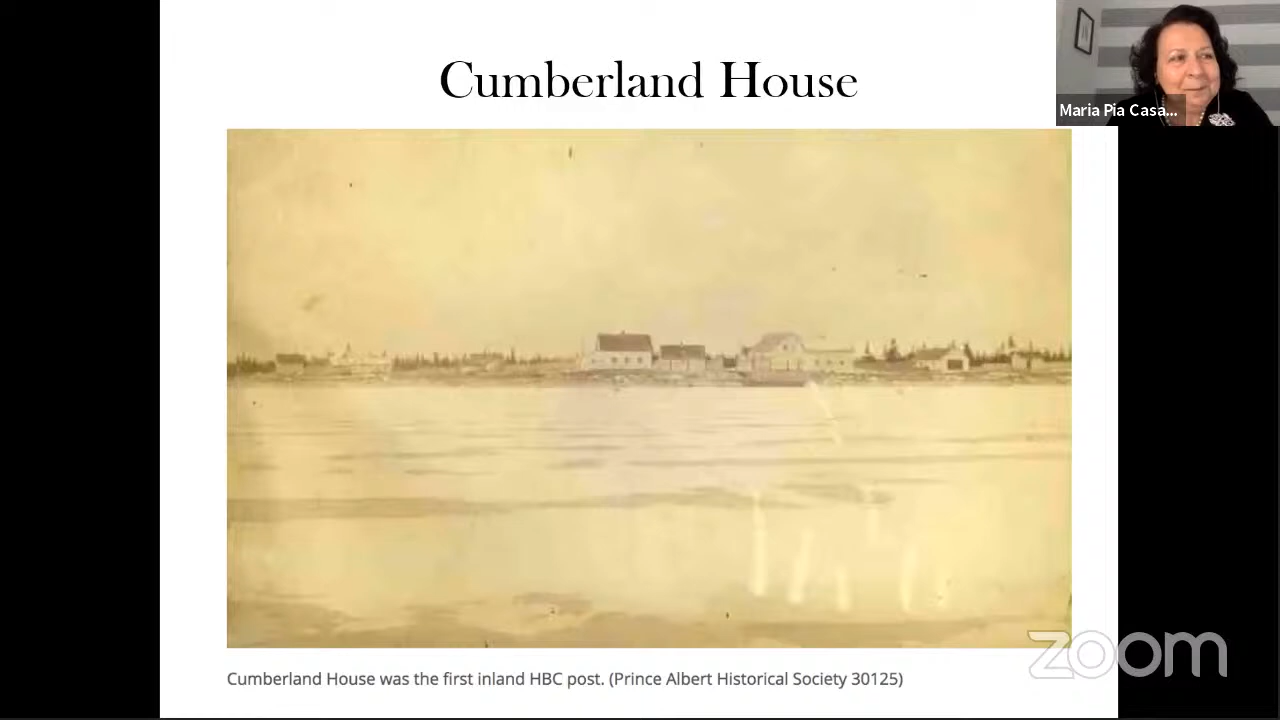 Cumberland House
Maria Pia Casa...
Cumberland House was the first inland HBC post. (Prince Albert Historical Society 30125)
zoom